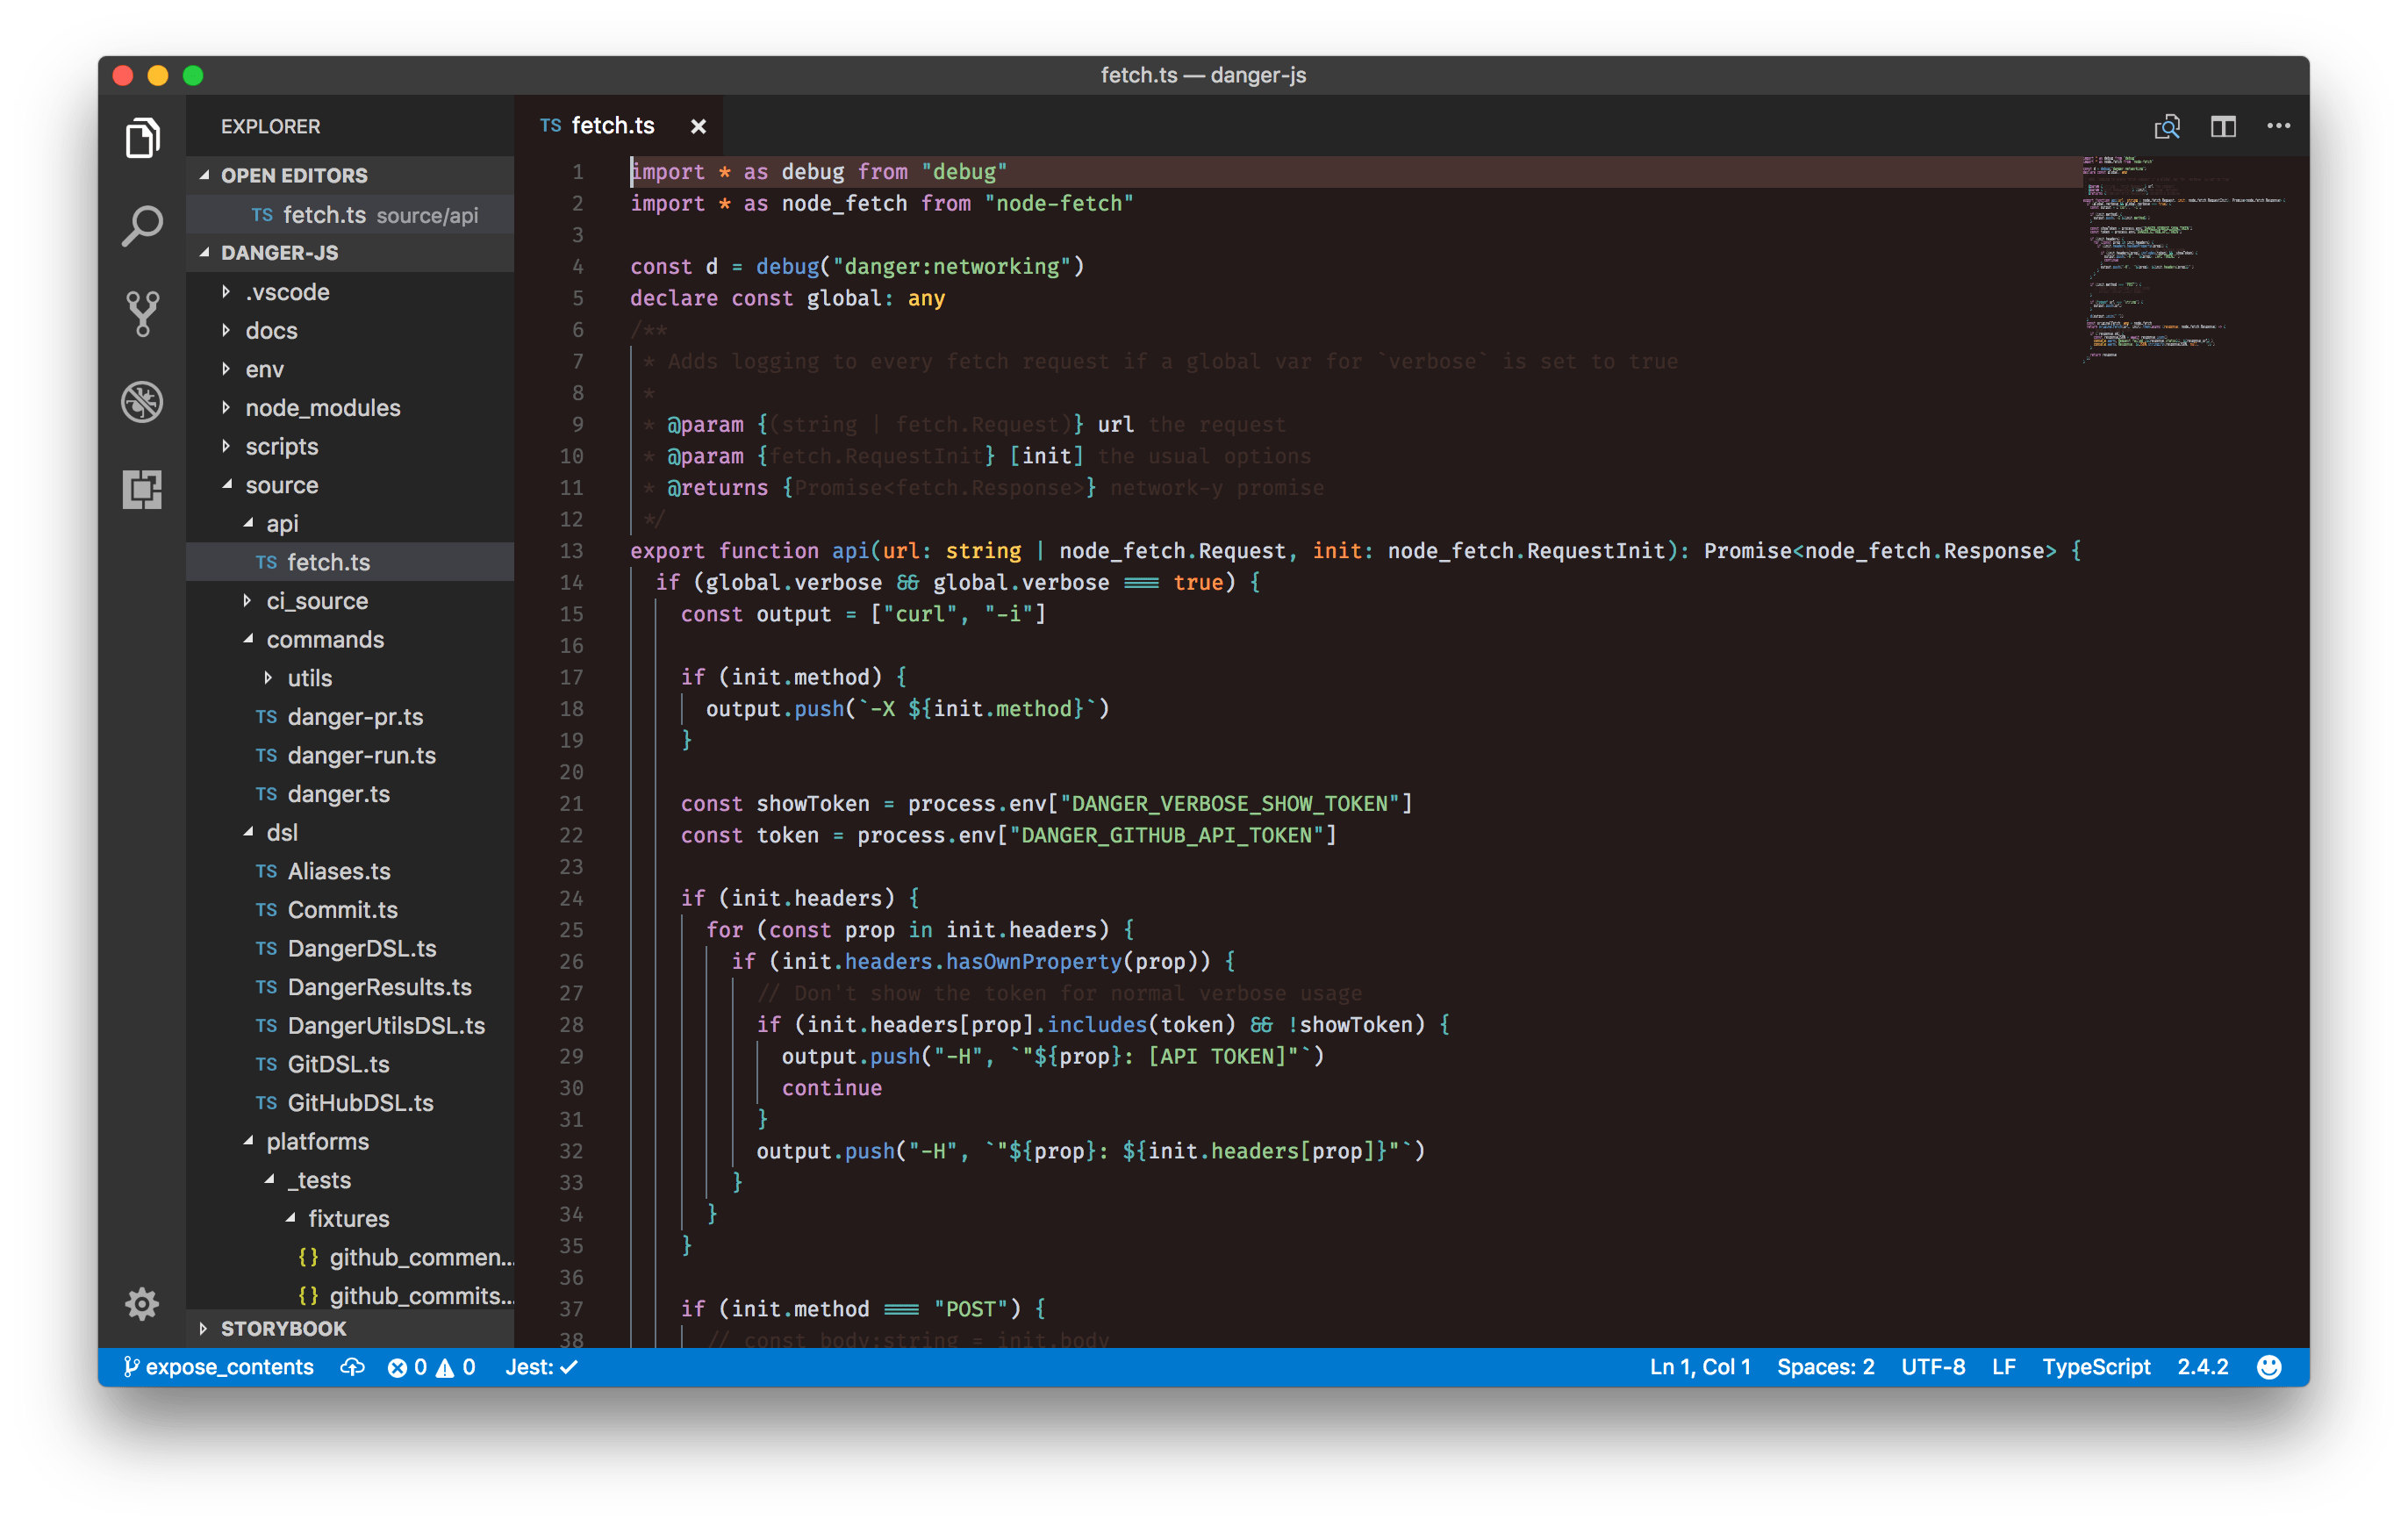 fetch.ts — danger-js
EXPLORER
OPEN EDITORS
TS fetch.ts source/api
DANGER-JS
.vscode
docs
env
node_modules
scripts
source
api
TS fetch.ts
ci_source
commands
utils
TS danger-pr.ts
TS danger-run.ts
TS danger.ts
dsl
TS Aliases.ts
TS Commit.ts
TS DangerDSL.ts
TS DangerResults.ts
TS DangerUtilsDSL.ts
TS GitDSL.ts
TS GitHubDSL.ts
platforms
_tests
fixtures
{} github_commen...
{} github_commits...
STORYBOOK
TS fetch.ts ×
1 import * as debug from "debug"
2 import * as node_fetch from "node-fetch"
3
4 const d = debug("danger:networking")
5 declare const global: any
6 /**
7 * Adds logging to every fetch request if a global var for `verbose` is set to true
8 *
9 * @param {(string | fetch.Request)} url the request
10 * @param {fetch.RequestInit} [init] the usual options
11 * @returns {Promise<fetch.Response>} network-y promise
12 */
13 export function api(url: string | node_fetch.Request, init: node_fetch.RequestInit): Promise<node_fetch.Response> {
14 if (global.verbose && global.verbose === true) {
15 const output = ["curl", "-i"]
16
17 if (init.method) {
18 output.push(`-X ${init.method}`)
19 }
20
21 const showToken = process.env["DANGER_VERBOSE_SHOW_TOKEN"]
22 const token = process.env["DANGER_GITHUB_API_TOKEN"]
23
24 if (init.headers) {
25 for (const prop in init.headers) {
26 if (init.headers.hasOwnProperty(prop)) {
27 // Don't show the token for normal verbose usage
28 if (init.headers[prop].includes(token) && !showToken) {
29 output.push("-H", `"${prop}: [API TOKEN]"`)
30 continue
31 }
32 output.push("-H", `"${prop}: ${init.headers[prop]}"`)
33 }
34 }
35 }
36
37 if (init.method === "POST") {
38 // const body:string = init.body
expose_contents 0 0 Jest: ✓
Ln 1, Col 1 Spaces: 2 UTF-8 LF TypeScript 2.4.2